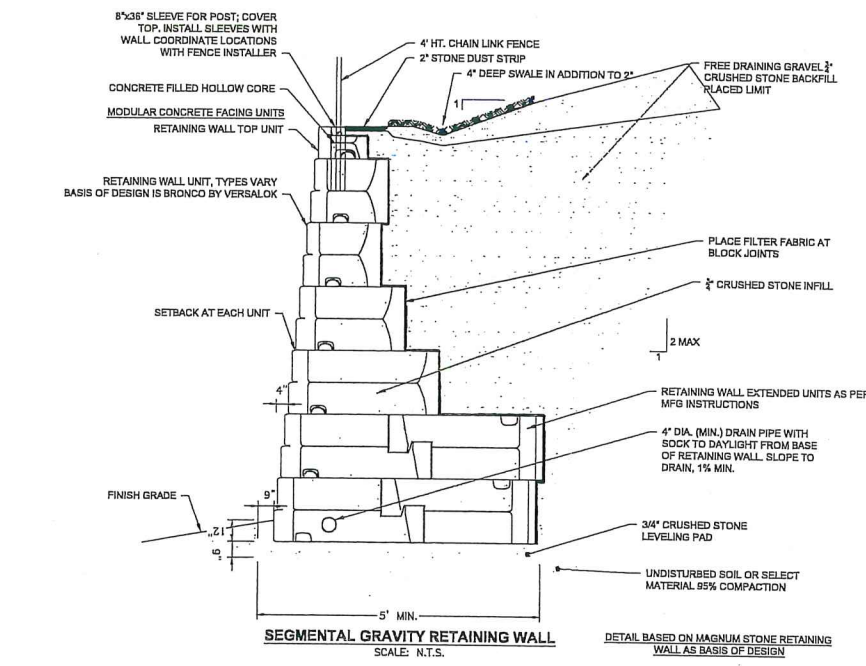 8"x36" SLEEVE FOR POST; COVER
TOP. INSTALL SLEEVES WITH
WALL. COORDINATE LOCATIONS
WITH FENCE INSTALLER
4' HT. CHAIN LINK FENCE
2" STONE DUST STRIP
4" DEEP SWALE IN ADDITION TO 2"
1
FREE DRAINING GRAVEL ¾"
CRUSHED STONE BACKFILL
PLACED LIMIT
CONCRETE FILLED HOLLOW CORE
MODULAR CONCRETE FACING UNITS
RETAINING WALL TOP UNIT
RETAINING WALL UNIT, TYPES VARY
BASIS OF DESIGN IS BRONCO BY VERSALOK
PLACE FILTER FABRIC AT
BLOCK JOINTS
¾" CRUSHED STONE INFILL
SETBACK AT EACH UNIT
2 MAX
1
4"
RETAINING WALL EXTENDED UNITS AS PER
MFG INSTRUCTIONS
4" DIA. (MIN.) DRAIN PIPE WITH
SOCK TO DAYLIGHT FROM BASE
OF RETAINING WALL. SLOPE TO
DRAIN, 1% MIN.
FINISH GRADE
9"
12"
6"
3/4" CRUSHED STONE
LEVELING PAD
UNDISTURBED SOIL OR SELECT
MATERIAL 95% COMPACTION
5' MIN.
SEGMENTAL GRAVITY RETAINING WALL
SCALE: N.T.S.
DETAIL BASED ON MAGNUM STONE RETAINING
WALL AS BASIS OF DESIGN